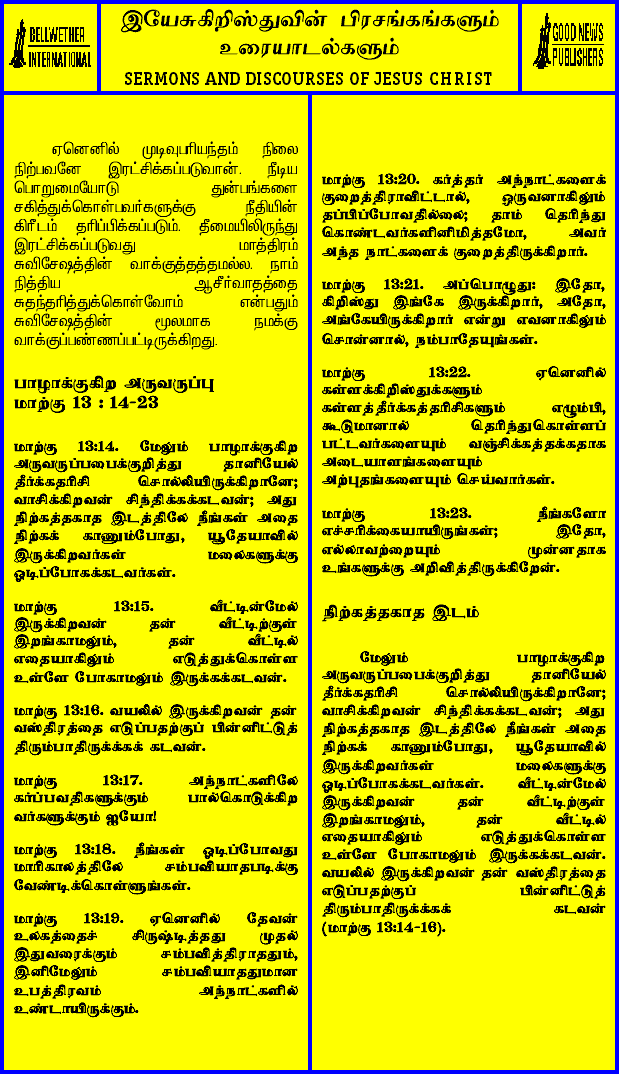 BELLWETHER
INTERNATIONAL
இயேசுகிறிஸ்துவின் பிரசங்கங்களும்
உரையாடல்களும்
SERMONS AND DISCOURSES OF JESUS CHRIST
GOOD NEWS
PUBLISHERS
ஏனெனில் முடிவுபரியந்தம் நிலை
நிற்பவனே இரட்சிக்கப்படுவான். நீடிய
பொறுமையோடு துன்பங்களை
சகித்துக்கொள்பவர்களுக்கு நீதியின்
கிரீடம் தரிப்பிக்கப்படும். தீமையிலிருந்து
இரட்சிக்கப்படுவது மாத்திரம்
சுவிசேஷத்தின் வாக்குத்தத்தமல்ல. நாம்
நித்திய ஆசீர்வாதத்தை
சுதந்தரித்துக்கொள்வோம் என்பதும்
சுவிசேஷத்தின் மூலமாக நமக்கு
வாக்குப்பண்ணப்பட்டிருக்கிறது.
பாழாக்குகிற அருவருப்பு
மாற்கு 13 : 14-23
மாற்கு 13:14. மேலும் பாழாக்குகிற
அருவருப்பபைக்குறித்து தானியேல்
தீர்க்கதரிசி சொல்லியிருக்கிறானே;
வாசிக்கிறவன் சிந்திக்கக்கடவன்; அது
நிற்கத்தகாத இடத்திலே நீங்கள் அதை
நிற்கக் காணும்போது, யூதேயாவில்
இருக்கிறவர்கள் மலைகளுக்கு
ஓடிப்போகக்கடவர்கள்.
மாற்கு 13:15. வீட்டின்மேல்
இருக்கிறவன் தன் வீட்டிற்குள்
இறங்காமலும், தன் வீட்டில்
எதையாகிலும் எடுத்துக்கொள்ள
உள்ளே போகாமலும் இருக்கக்கடவன்.
மாற்கு 13:16. வயலில் இருக்கிறவன் தன்
வஸ்திரத்தை எடுப்பதற்குப் பின்னிட்டுத்
திரும்பாதிருக்க்கக் கடவன்.
மாற்கு 13:17. அந்நாட்களிலே
கர்ப்பவதிகளுக்கும் பால்கொடுக்கிற
வர்களுக்கும் ஐயோ!
மாற்கு 13:18. நீங்கள் ஓடிப்போவது
மாரிகாலத்திலே சம்பவியாதபடிக்கு
வேண்டிக்கொள்ளுங்கள்.
மாற்கு 13:19. ஏனெனில் தேவன்
உலகத்தைச் சிருஷ்டித்தது முதல்
இதுவரைக்கும் சம்பவித்திராததும்,
இனிமேலும் சம்பவியாததுமான
உபத்திரவம் அந்நாட்களில்
உண்டாயிருக்கும்.
மாற்கு 13:20. கர்த்தர் அந்நாட்களைக்
குறைத்திராவிட்டால், ஒருவனாகிலும்
தப்பிப்போவதில்லை; தாம் தெரிந்து
கொண்டவர்களினிமித்தமோ, அவர்
அந்த நாட்களைக் குறைத்திருக்கிறார்.
மாற்கு 13:21. அப்பொழுது: இதோ,
கிறிஸ்து இங்கே இருக்கிறார், அதோ,
அங்கேயிருக்கிறார் என்று எவனாகிலும்
சொன்னால், நம்பாதேயுங்கள்.
மாற்கு 13:22. ஏனெனில்
கள்ளக்கிறிஸ்துக்களும்
கள்ளத்தீர்க்கத்தரிசிகளும் எழும்பி,
கூடுமானால் தெரிந்துகொள்ளப்
பட்டவர்களையும் வஞ்சிக்கத்தக்கதாக
அடையாளங்களையும்
அற்புதங்களையும் செய்வார்கள்.
மாற்கு 13:23. நீங்களோ
எச்சரிக்கையாயிருங்கள்; இதோ,
எல்லாவற்றையும் முன்னதாக
உங்களுக்கு அறிவித்திருக்கிறேன்.
நிற்கத்தகாத இடம்
மேலும் பாழாக்குகிற
அருவருப்பபைக்குறித்து தானியேல்
தீர்க்கதரிசி சொல்லியிருக்கிறானே;
வாசிக்கிறவன் சிந்திக்கக்கடவன்; அது
நிற்கத்தகாத இடத்திலே நீங்கள் அதை
நிற்கக் காணும்போது, யூதேயாவில்
இருக்கிறவர்கள் மலைகளுக்கு
ஓடிப்போகக்கடவர்கள். வீட்டின்மேல்
இருக்கிறவன் தன் வீட்டிற்குள்
இறங்காமலும், தன் வீட்டில்
எதையாகிலும் எடுத்துக்கொள்ள
உள்ளே போகாமலும் இருக்கக்கடவன்.
வயலில் இருக்கிறவன் தன் வஸ்திரத்தை
எடுப்பதற்குப் பின்னிட்டுத்
திரும்பாதிருக்க்கக் கடவன்
(மாற்கு 13:14-16).